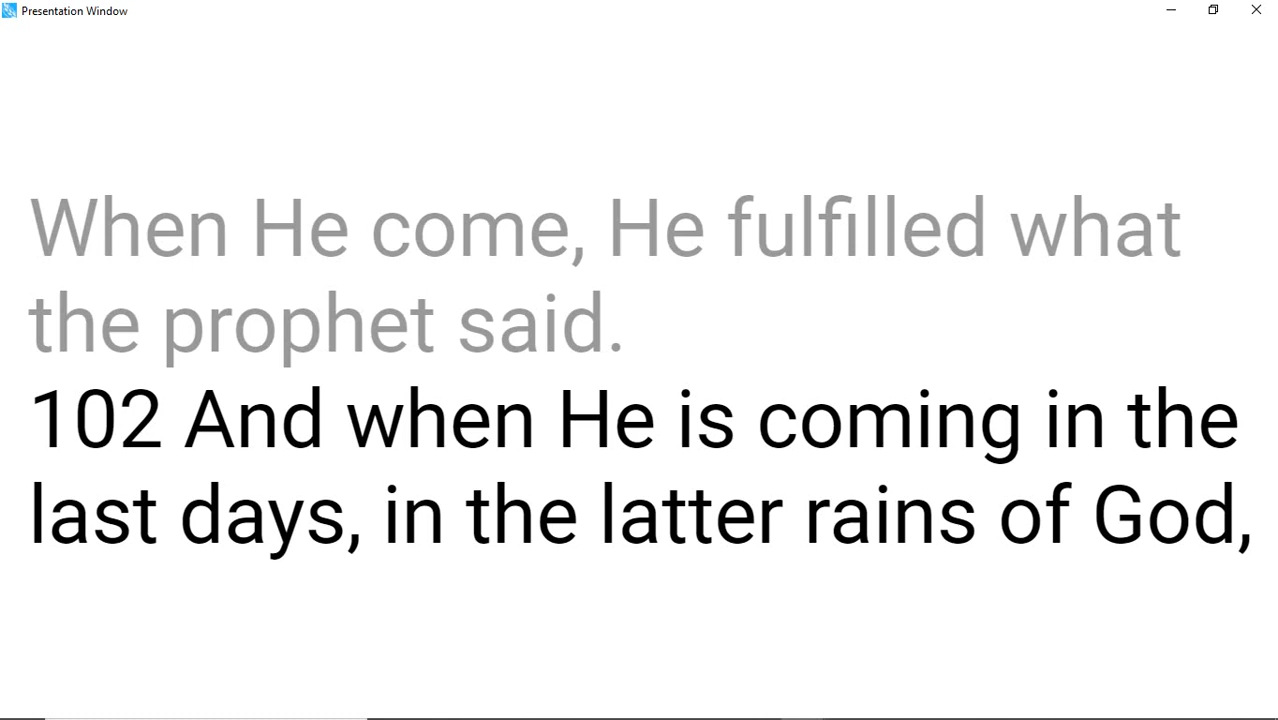 Presentation Window
When He come, He fulfilled what
the prophet said.
102 And when He is coming in the
last days, in the latter rains of God,